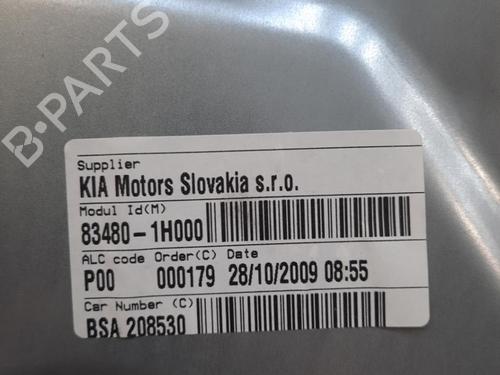 B-PARTS
Supplier
KIA Motors Slovakia s.r.o.
Modul Id(M)
83480-1H000
ALC code Order(C) Date
P00 000179 28/10/2009 08:55
Car Number (C)
BSA 208530